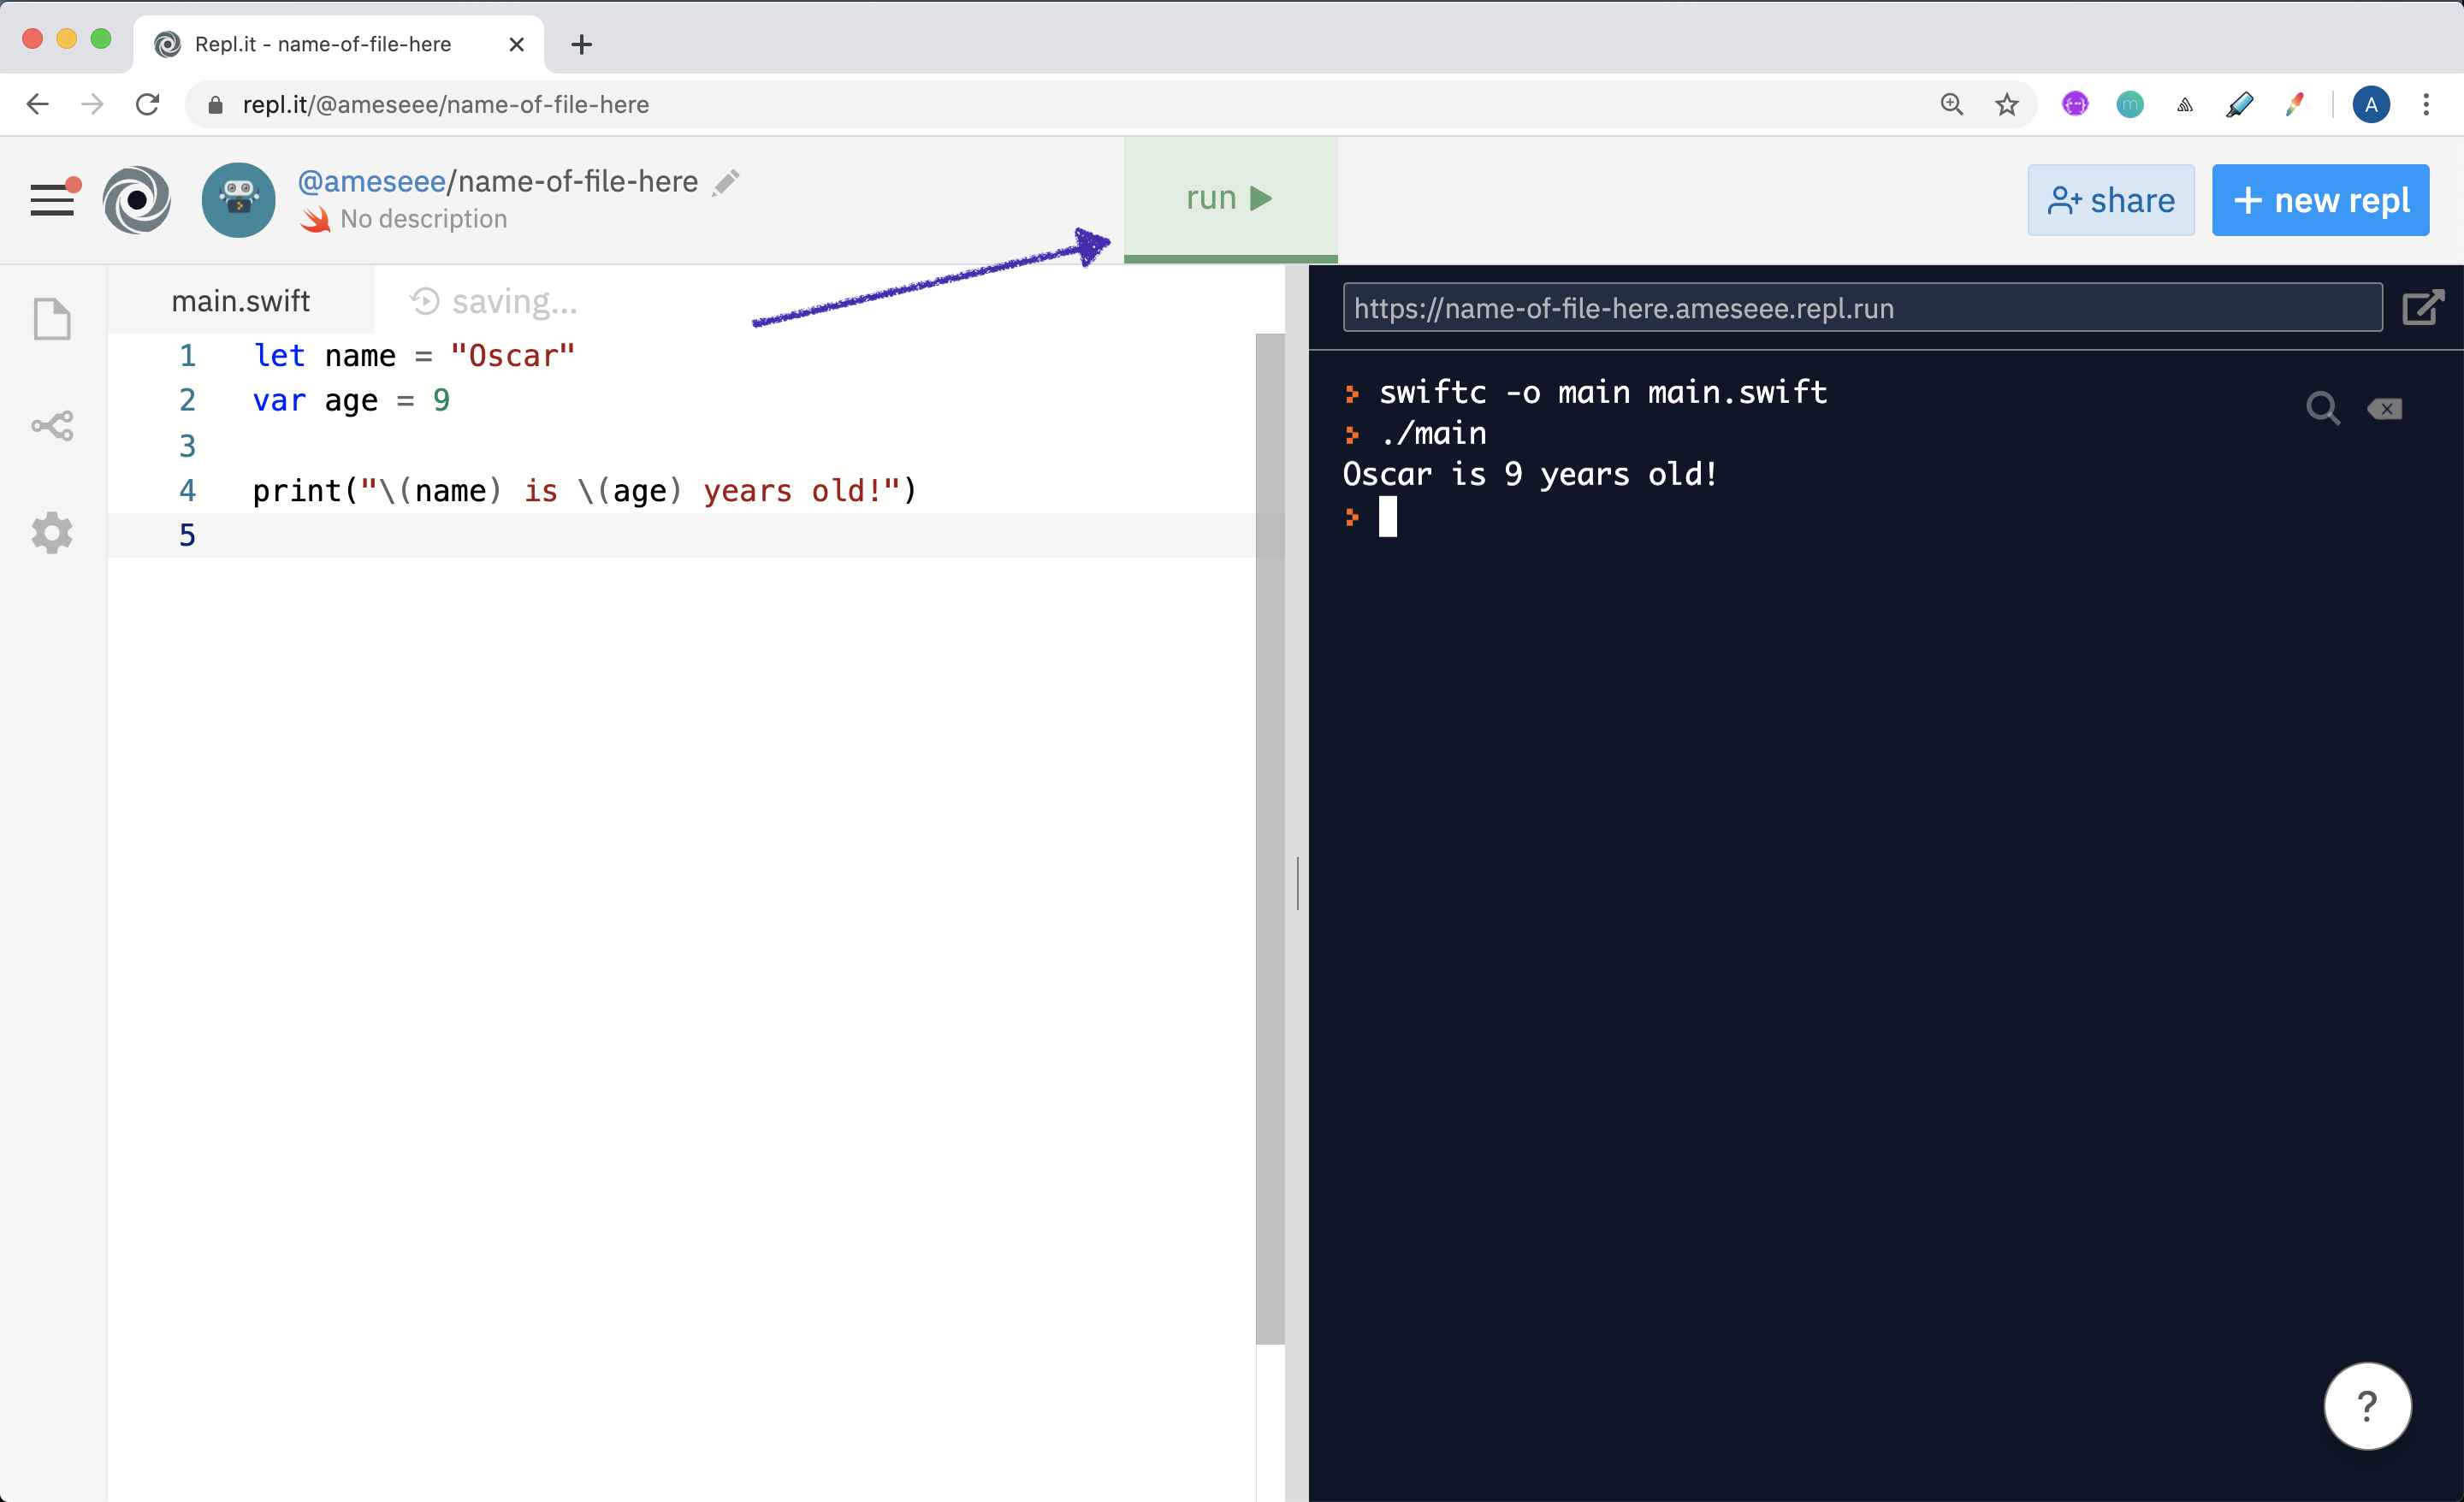 Repl.it - name-of-file-here
repl.it/@ameseee/name-of-file-here
A
@ameseee/name-of-file-here
No description
run
share
+ new repl
main.swift
saving...
https://name-of-file-here.ameseee.repl.run
1 let name = "Oscar"
2 var age = 9
3
4 print("\(name) is \(age) years old!")
5
swiftc -o main main.swift
./main
Oscar is 9 years old!
?